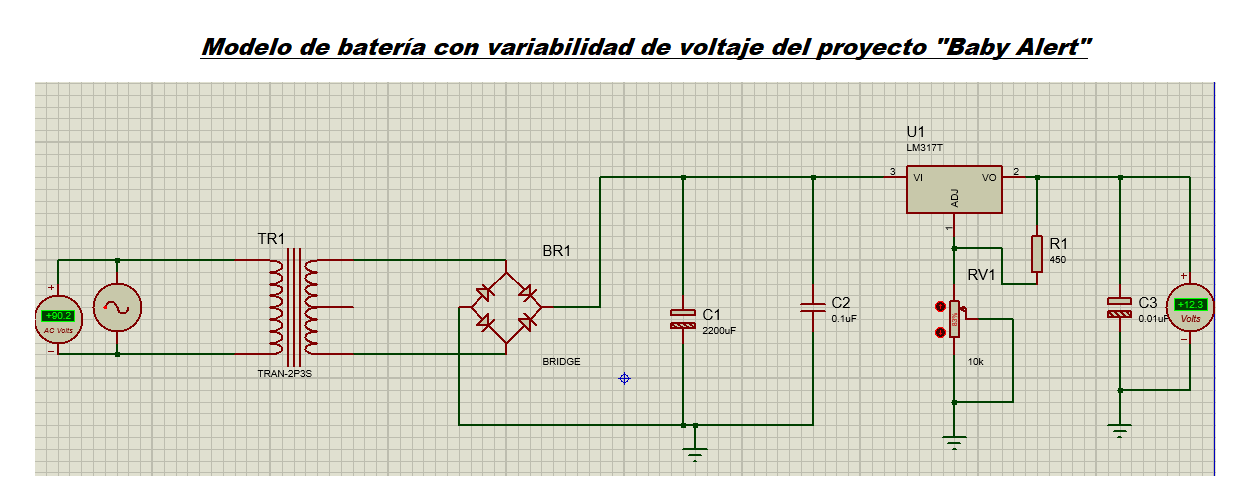 Modelo de batería con variabilidad de voltaje del proyecto "Baby Alert"
U1
LM317T
3
VI
VO
2
ADJ
1
TR1
BR1
R1
450
RV1
+
+90.2
AC Volts
−
C1
2200uF
C2
0.1uF
C3
0.01uF
+
+12.3
Volts
−
TRAN-2P3S
BRIDGE
10k